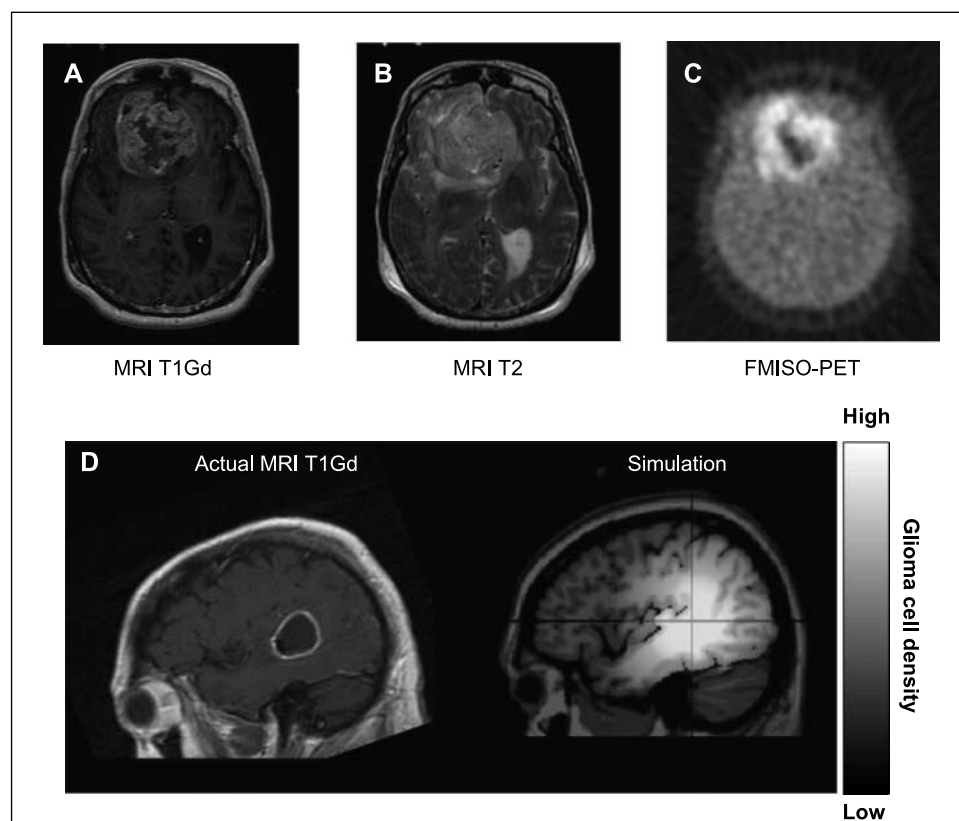 A
B
C
MRI T1Gd
MRI T2
FMISO-PET
High
D
Actual MRI T1Gd
Simulation
Glioma cell density
Low